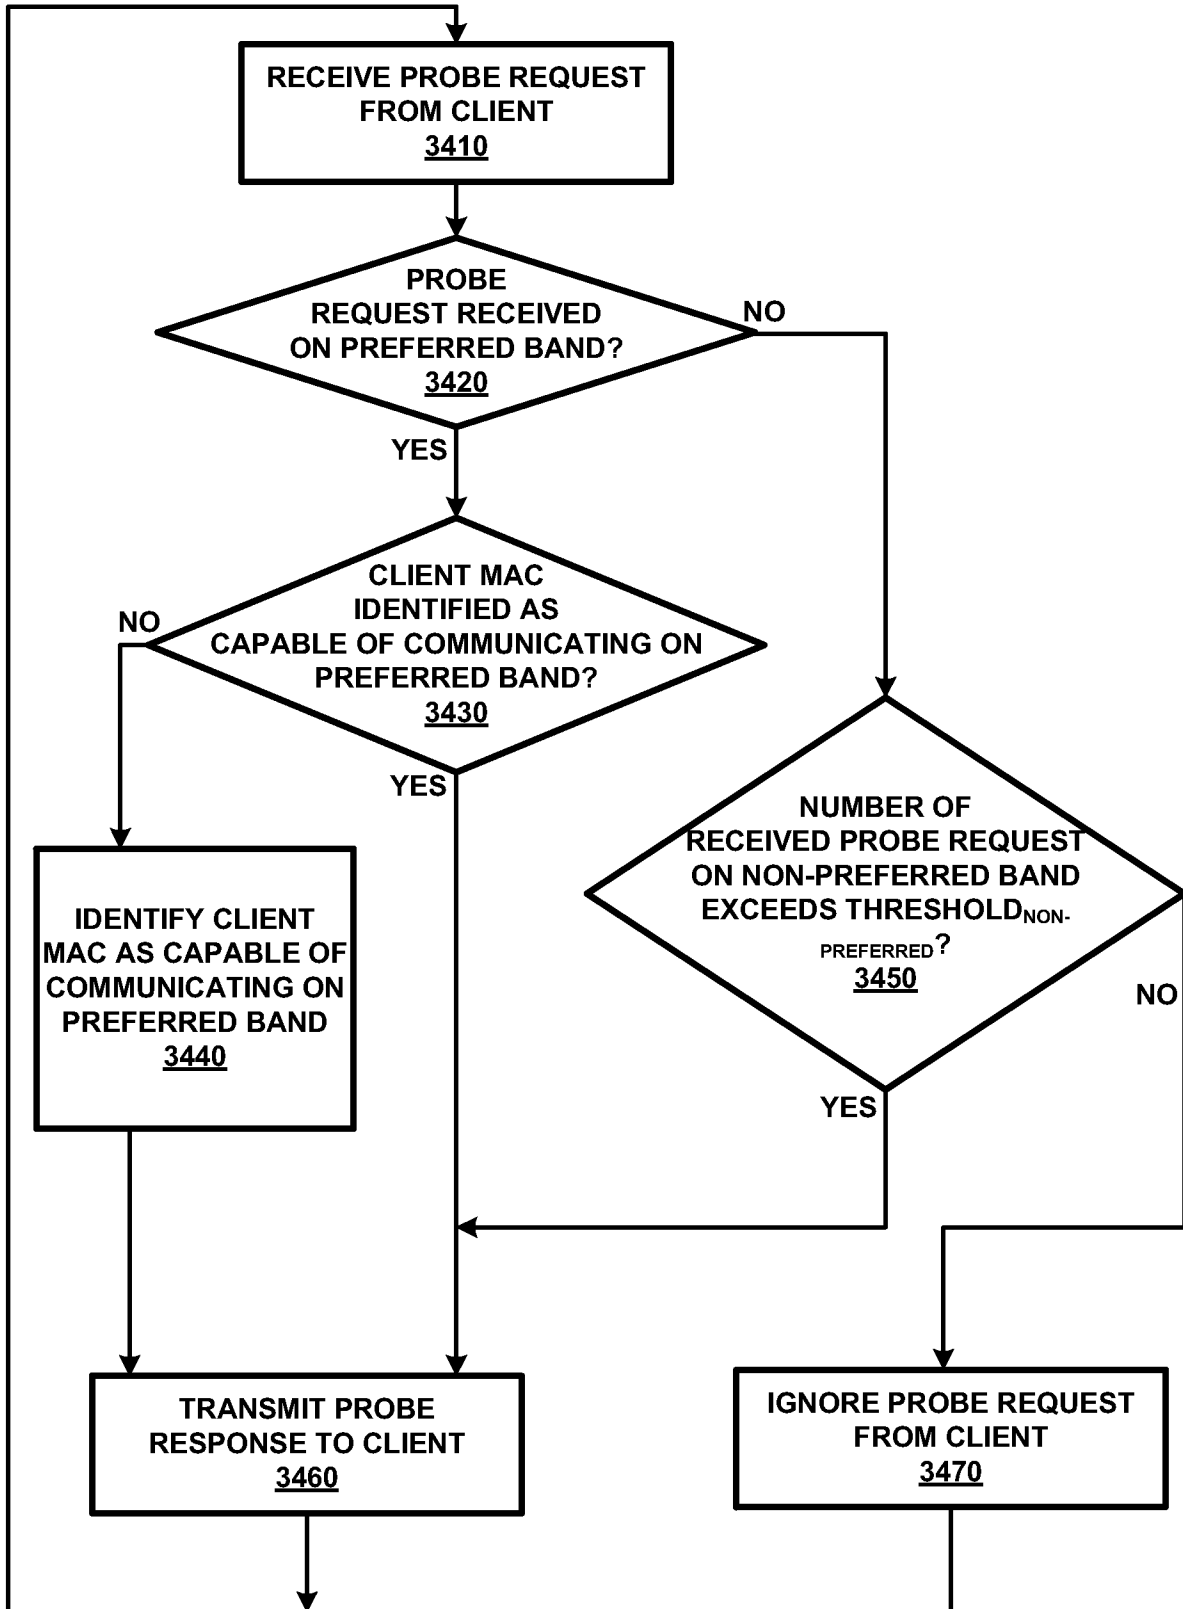 RECEIVE PROBE REQUEST
FROM CLIENT
3410
PROBE
REQUEST RECEIVED
ON PREFERRED BAND?
3420
NO
YES
CLIENT MAC
IDENTIFIED AS
CAPABLE OF COMMUNICATING ON
PREFERRED BAND?
3430
NO
YES
NUMBER OF
RECEIVED PROBE REQUEST
ON NON-PREFERRED BAND
EXCEEDS THRESHOLDNON-
PREFERRED?
3450
NO
YES
IDENTIFY CLIENT
MAC AS CAPABLE OF
COMMUNICATING ON
PREFERRED BAND
3440
TRANSMIT PROBE
RESPONSE TO CLIENT
3460
IGNORE PROBE REQUEST
FROM CLIENT
3470